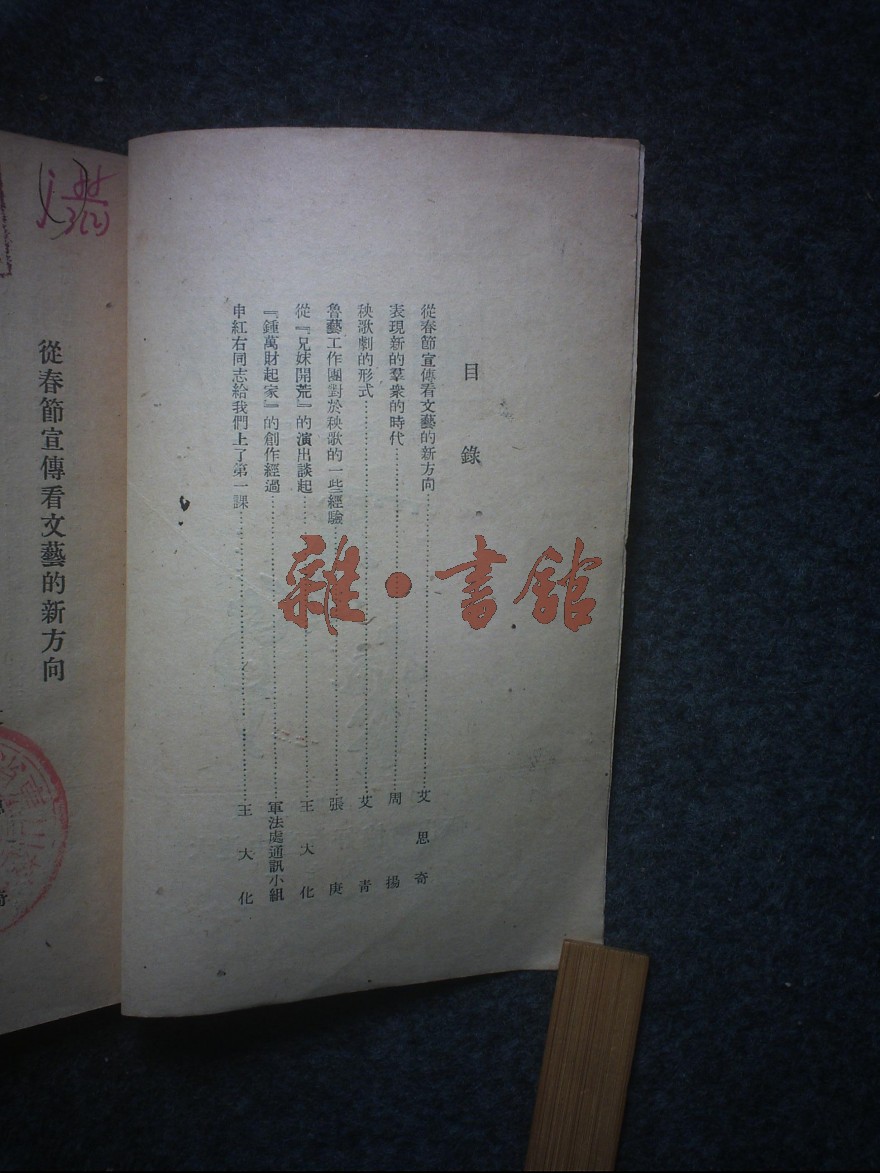 目錄
從春節宣傳看文藝的新方向……艾思奇
表現新的羣衆的時代……周揚
秧歌劇的形式……艾青
魯藝工作團對於秧歌的一些經驗……張庚
從『兄妹開荒』的演出談起……王大化
『鍾萬財起家』的創作經過……軍法處通訊小組
申紅右同志給我們上了第一課……王大化
雜·書館
從春節宣傳看文藝的新方向
奇